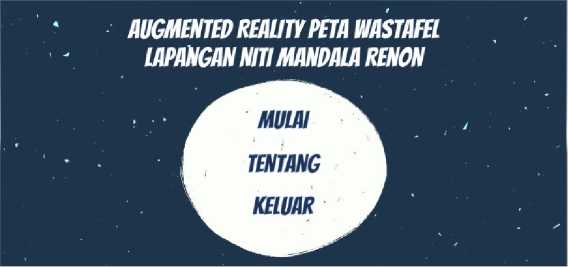 AUGMENTED REALITY PETA WASTAFEL
LAPANGAN NITI MANDALA RENON
MULAI
TENTANG
KELUAR